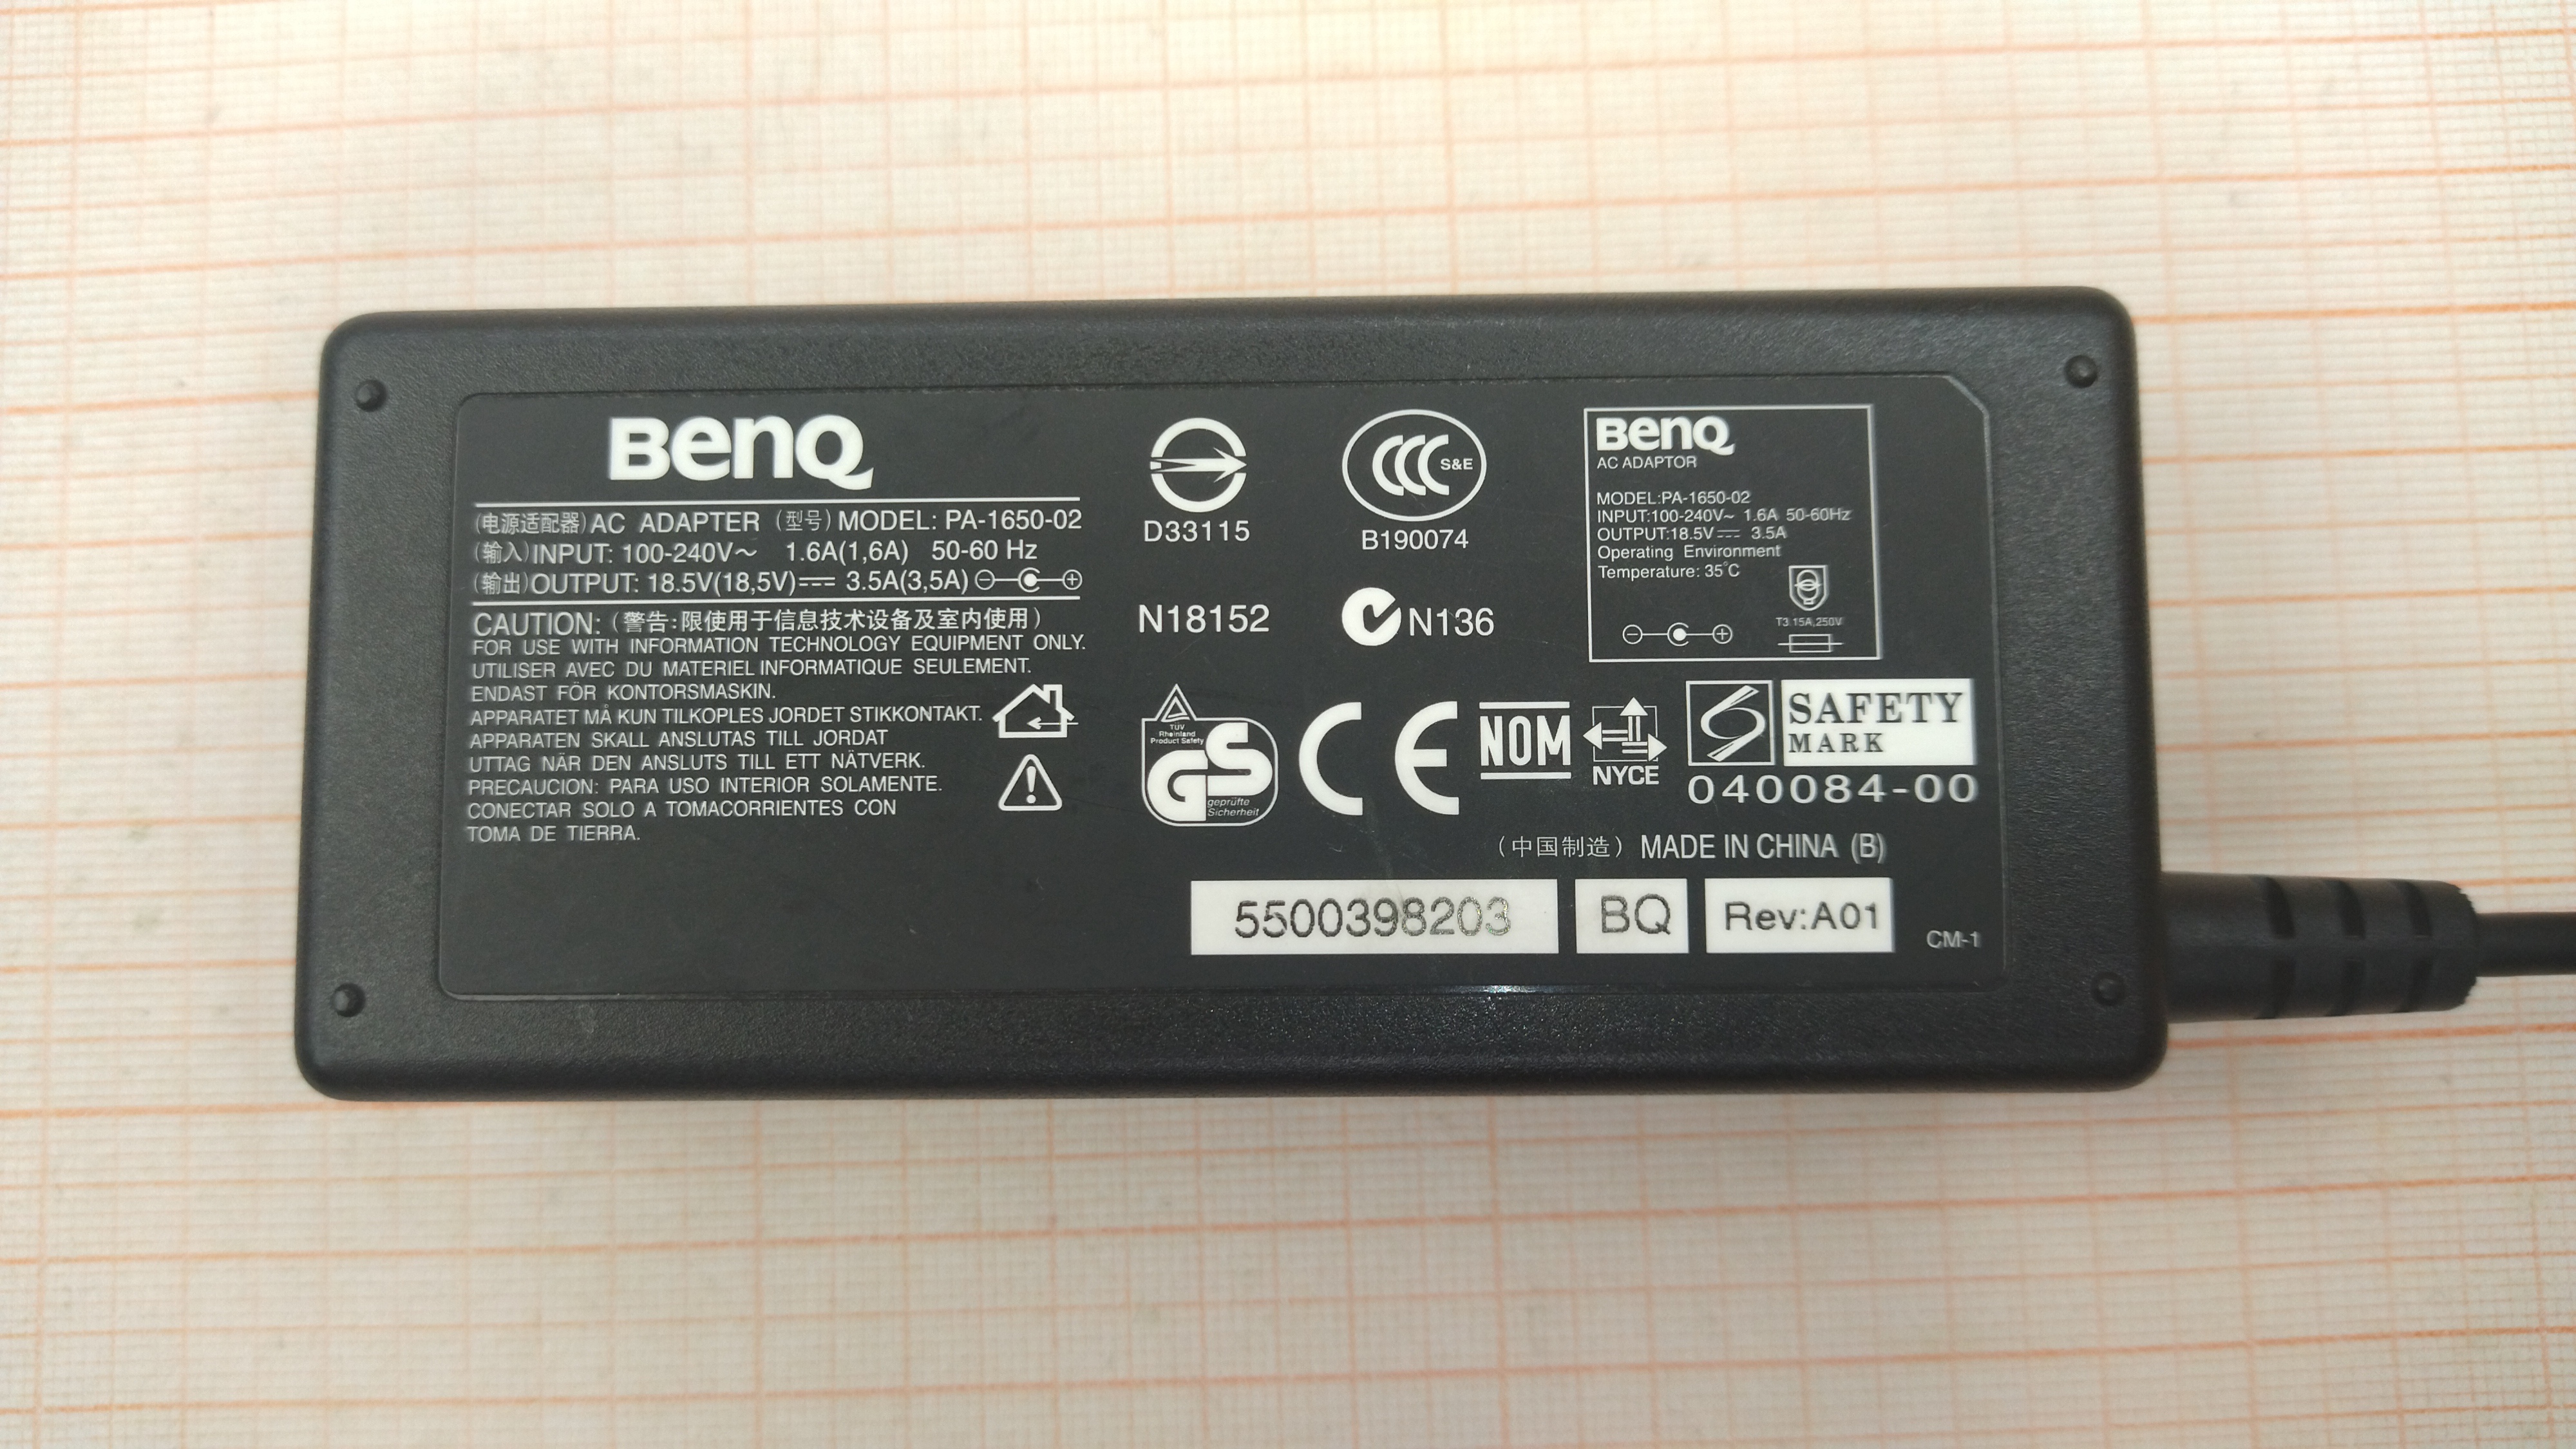 BenQ
(电源适配器) AC ADAPTER (型号) MODEL: PA-1650-02
(输入) INPUT: 100-240V~ 1.6A(1,6A) 50-60 Hz
(输出) OUTPUT: 18.5V(18,5V) 3.5A(3,5A)
CAUTION: (警告:限使用于信息技术设备及室内使用)
FOR USE WITH INFORMATION TECHNOLOGY EQUIPMENT ONLY.
UTILISER AVEC DU MATERIEL INFORMATIQUE SEULEMENT.
ENDAST FÖR KONTORSMASKIN.
APPARATET MÅ KUN TILKOPLES JORDET STIKKONTAKT.
APPARATEN SKALL ANSLUTAS TILL JORDAT
UTTAG NÄR DEN ANSLUTS TILL ETT NÄTVERK.
PRECAUCION: PARA USO INTERIOR SOLAMENTE.
CONECTAR SOLO A TOMACORRIENTES CON
TOMA DE TIERRA.
D33115
CCC S&E
B190074
N18152
N136
BenQ
AC ADAPTOR
MODEL:PA-1650-02
INPUT:100-240V~ 1.6A 50-60Hz
OUTPUT:18.5V 3.5A
Operating Environment
Temperature: 35°C
T3.15A,250V
TÜV
Rheinland
Product Safety
GS
geprüfte
Sicherheit
CE
NOM
NYCE
SAFETY
MARK
040084-00
(中国制造) MADE IN CHINA (B)
5500398203 BQ Rev:A01
CM-1